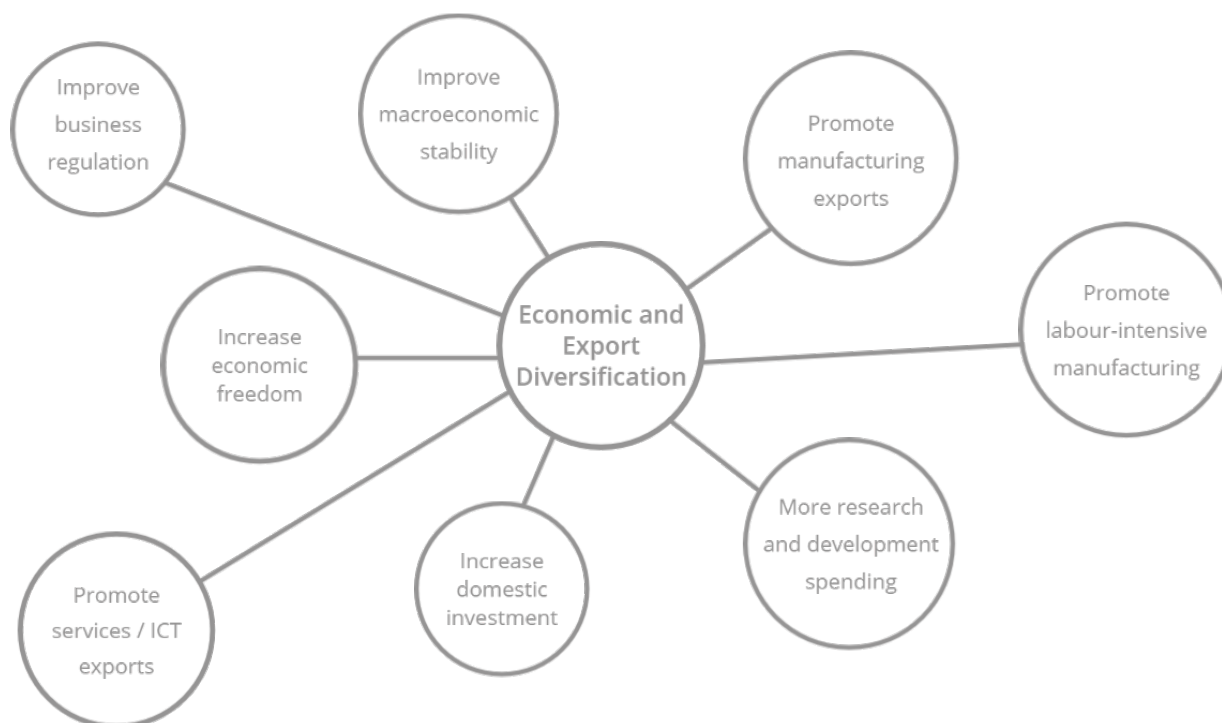 Improve
business
regulation
Improve
macroeconomic
stability
Promote
manufacturing
exports
Increase
economic
freedom
Economic and
Export
Diversification
Promote
labour-intensive
manufacturing
Promote
services / ICT
exports
Increase
domestic
investment
More research
and development
spending